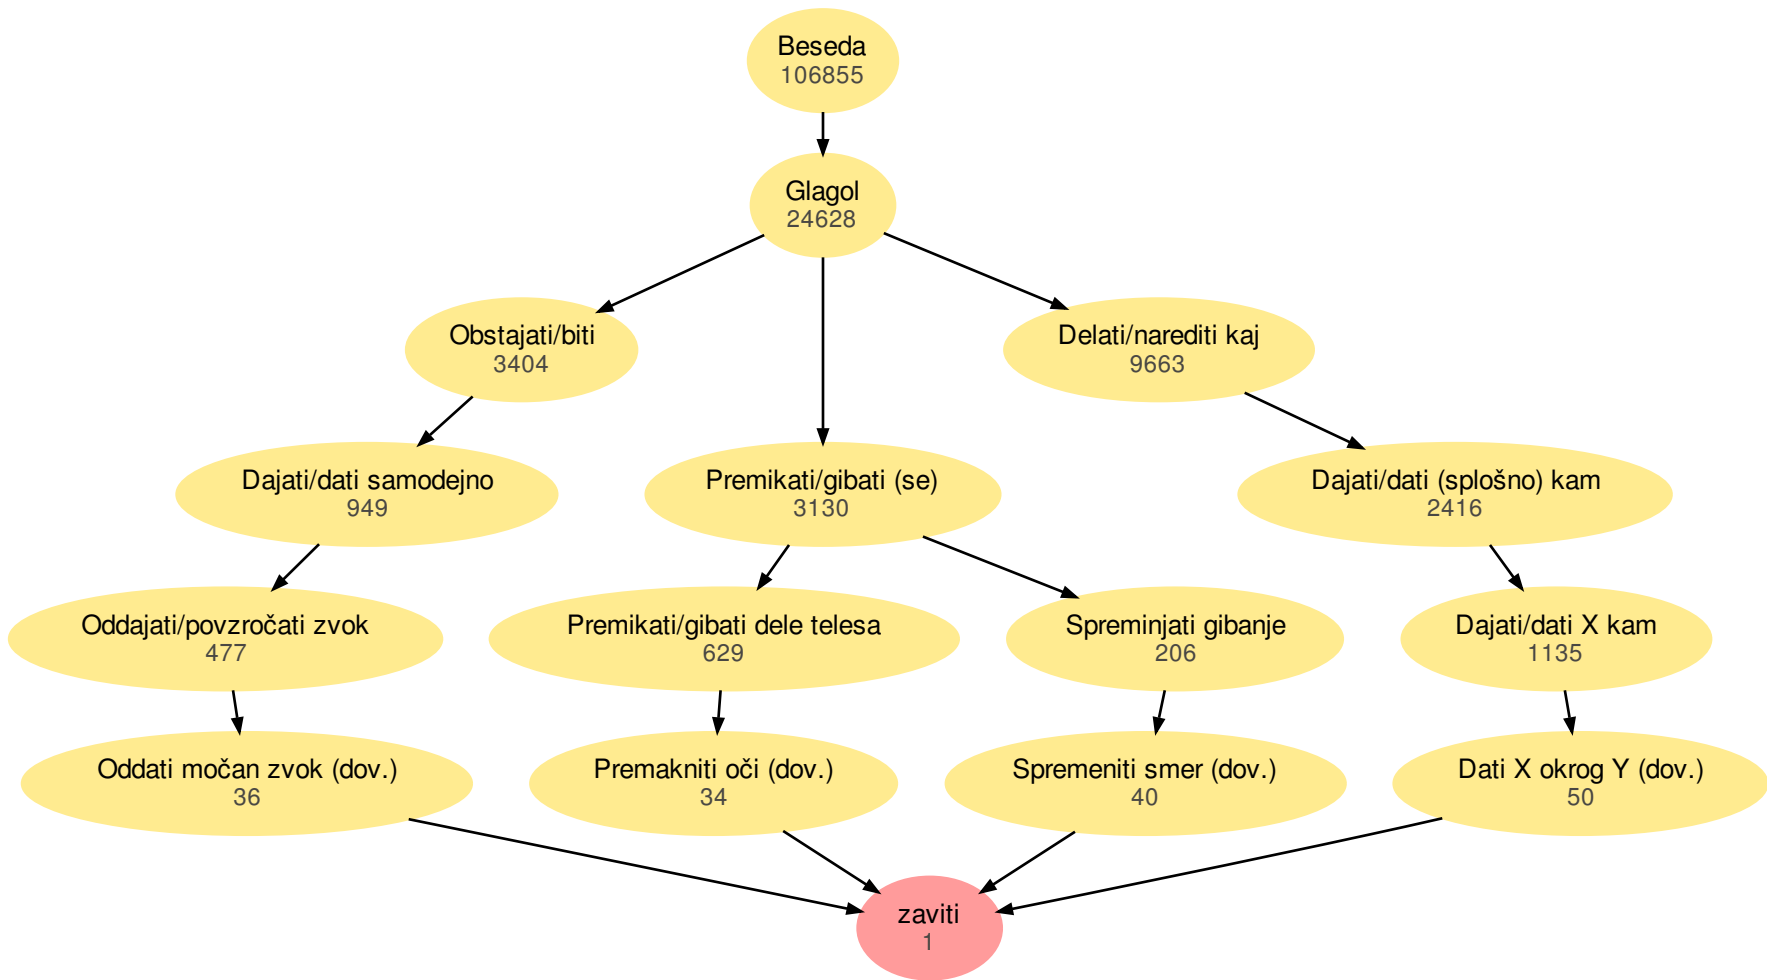 Beseda
106855
Glagol
24628
Obstajati/biti
3404
Delati/narediti kaj
9663
Dajati/dati samodejno
949
Premikati/gibati (se)
3130
Dajati/dati (splošno) kam
2416
Oddajati/povzročati zvok
477
Premikati/gibati dele telesa
629
Spreminjati gibanje
206
Dajati/dati X kam
1135
Oddati močan zvok (dov.)
36
Premakniti oči (dov.)
34
Spremeniti smer (dov.)
40
Dati X okrog Y (dov.)
50
zaviti
1